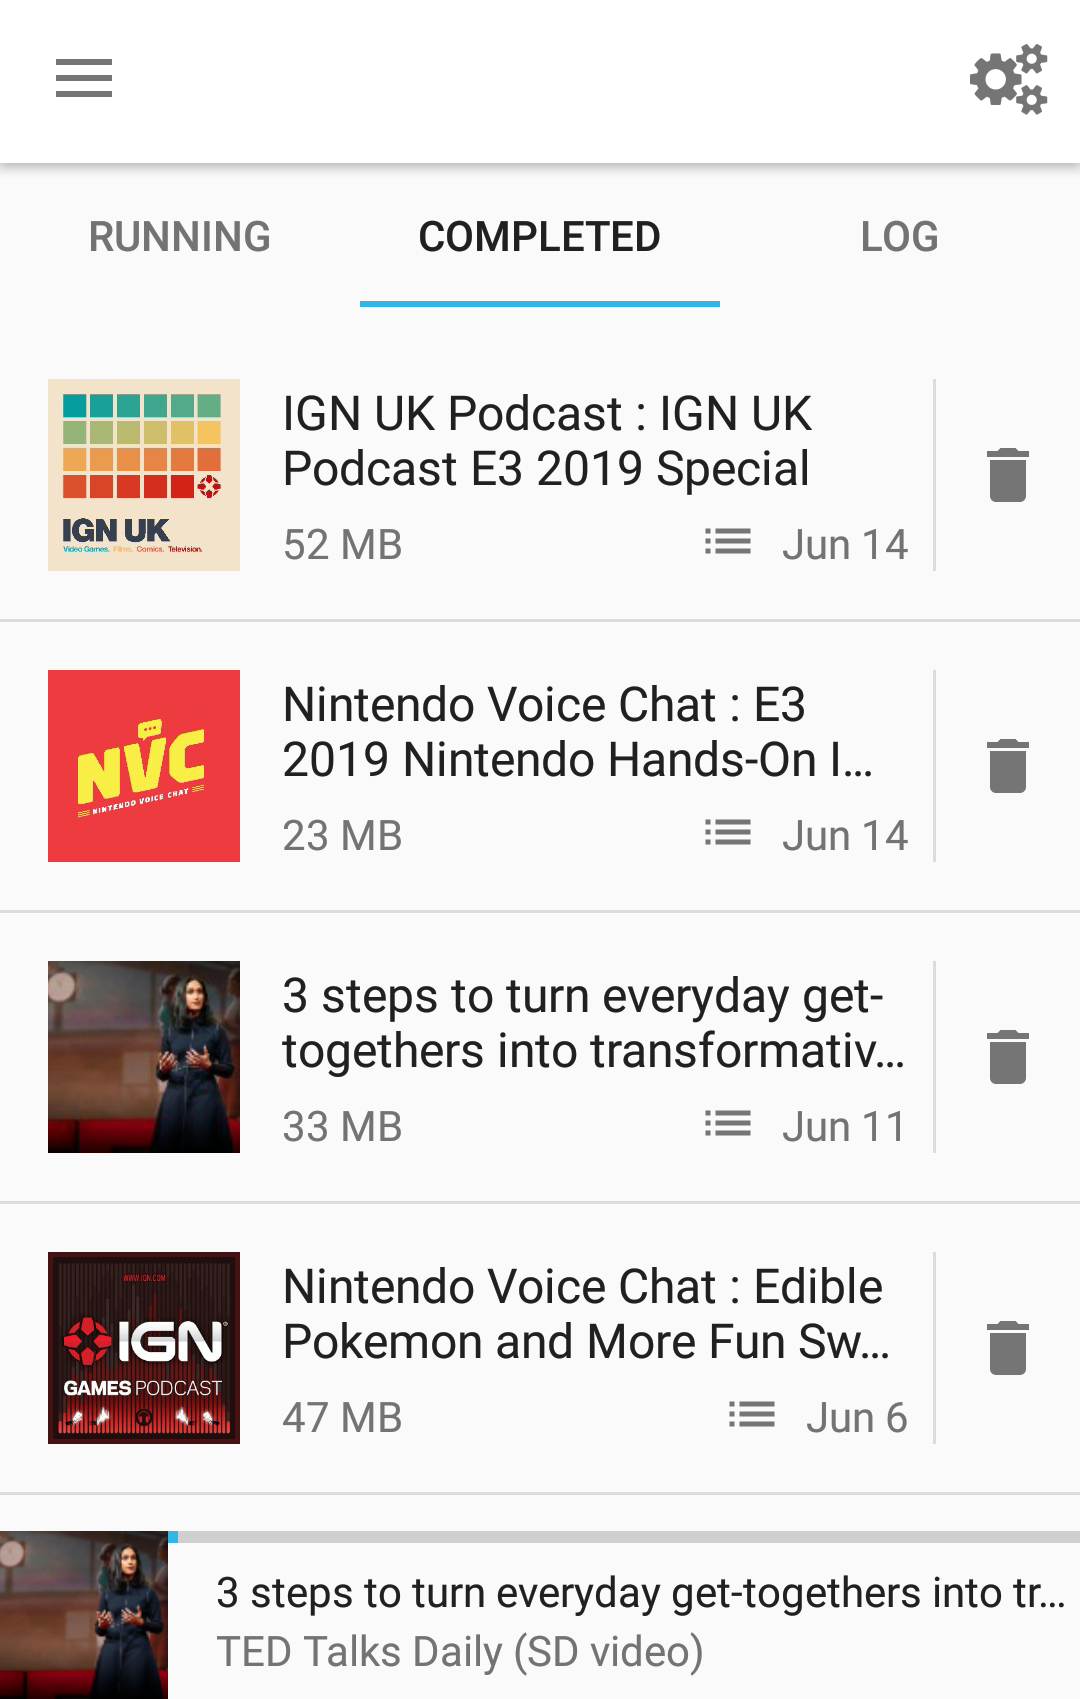 RUNNING
COMPLETED
LOG
IGN UK Podcast : IGN UK
Podcast E3 2019 Special
52 MB
Jun 14
IGN UK
Video Games. Films. Comics. Television.
Nintendo Voice Chat : E3
2019 Nintendo Hands-On I...
23 MB
Jun 14
NVC
NINTENDO VOICE CHAT
3 steps to turn everyday get-
togethers into transformativ...
33 MB
Jun 11
Nintendo Voice Chat : Edible
Pokemon and More Fun Sw...
47 MB
Jun 6
WWW.IGN.COM
IGN
GAMES PODCAST
3 steps to turn everyday get-togethers into tr...
TED Talks Daily (SD video)